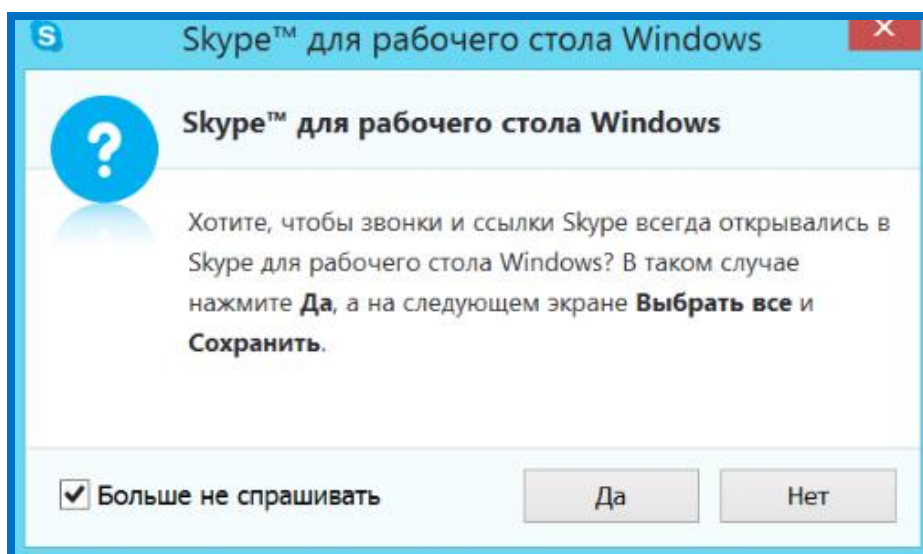 Skype™ для рабочего стола Windows
Skype™ для рабочего стола Windows
Хотите, чтобы звонки и ссылки Skype всегда открывались в
Skype для рабочего стола Windows? В таком случае
нажмите Да, а на следующем экране Выбрать все и
Сохранить.
Больше не спрашивать
Да
Нет